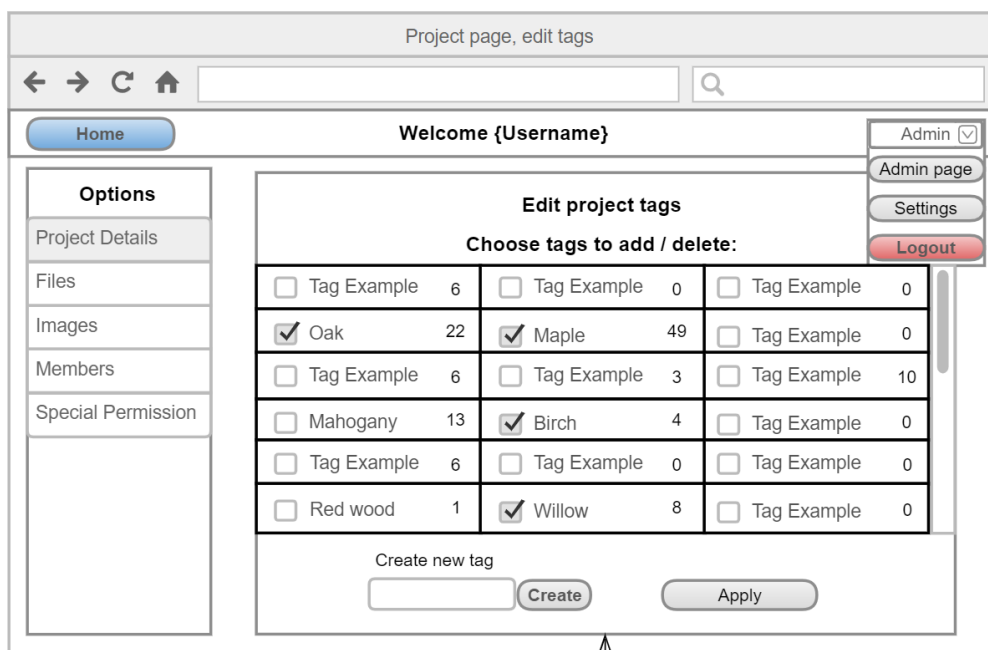 Project page, edit tags
Home
Welcome {Username}
Admin
Admin page
Settings
Logout
Options
Project Details
Files
Images
Members
Special Permission
Edit project tags
Choose tags to add / delete:
Tag Example 6 Tag Example 0 Tag Example 0
Oak 22 Maple 49 Tag Example 0
Tag Example 6 Tag Example 3 Tag Example 10
Mahogany 13 Birch 4 Tag Example 0
Tag Example 6 Tag Example 0 Tag Example 0
Red wood 1 Willow 8 Tag Example 0
Create new tag
Create
Apply